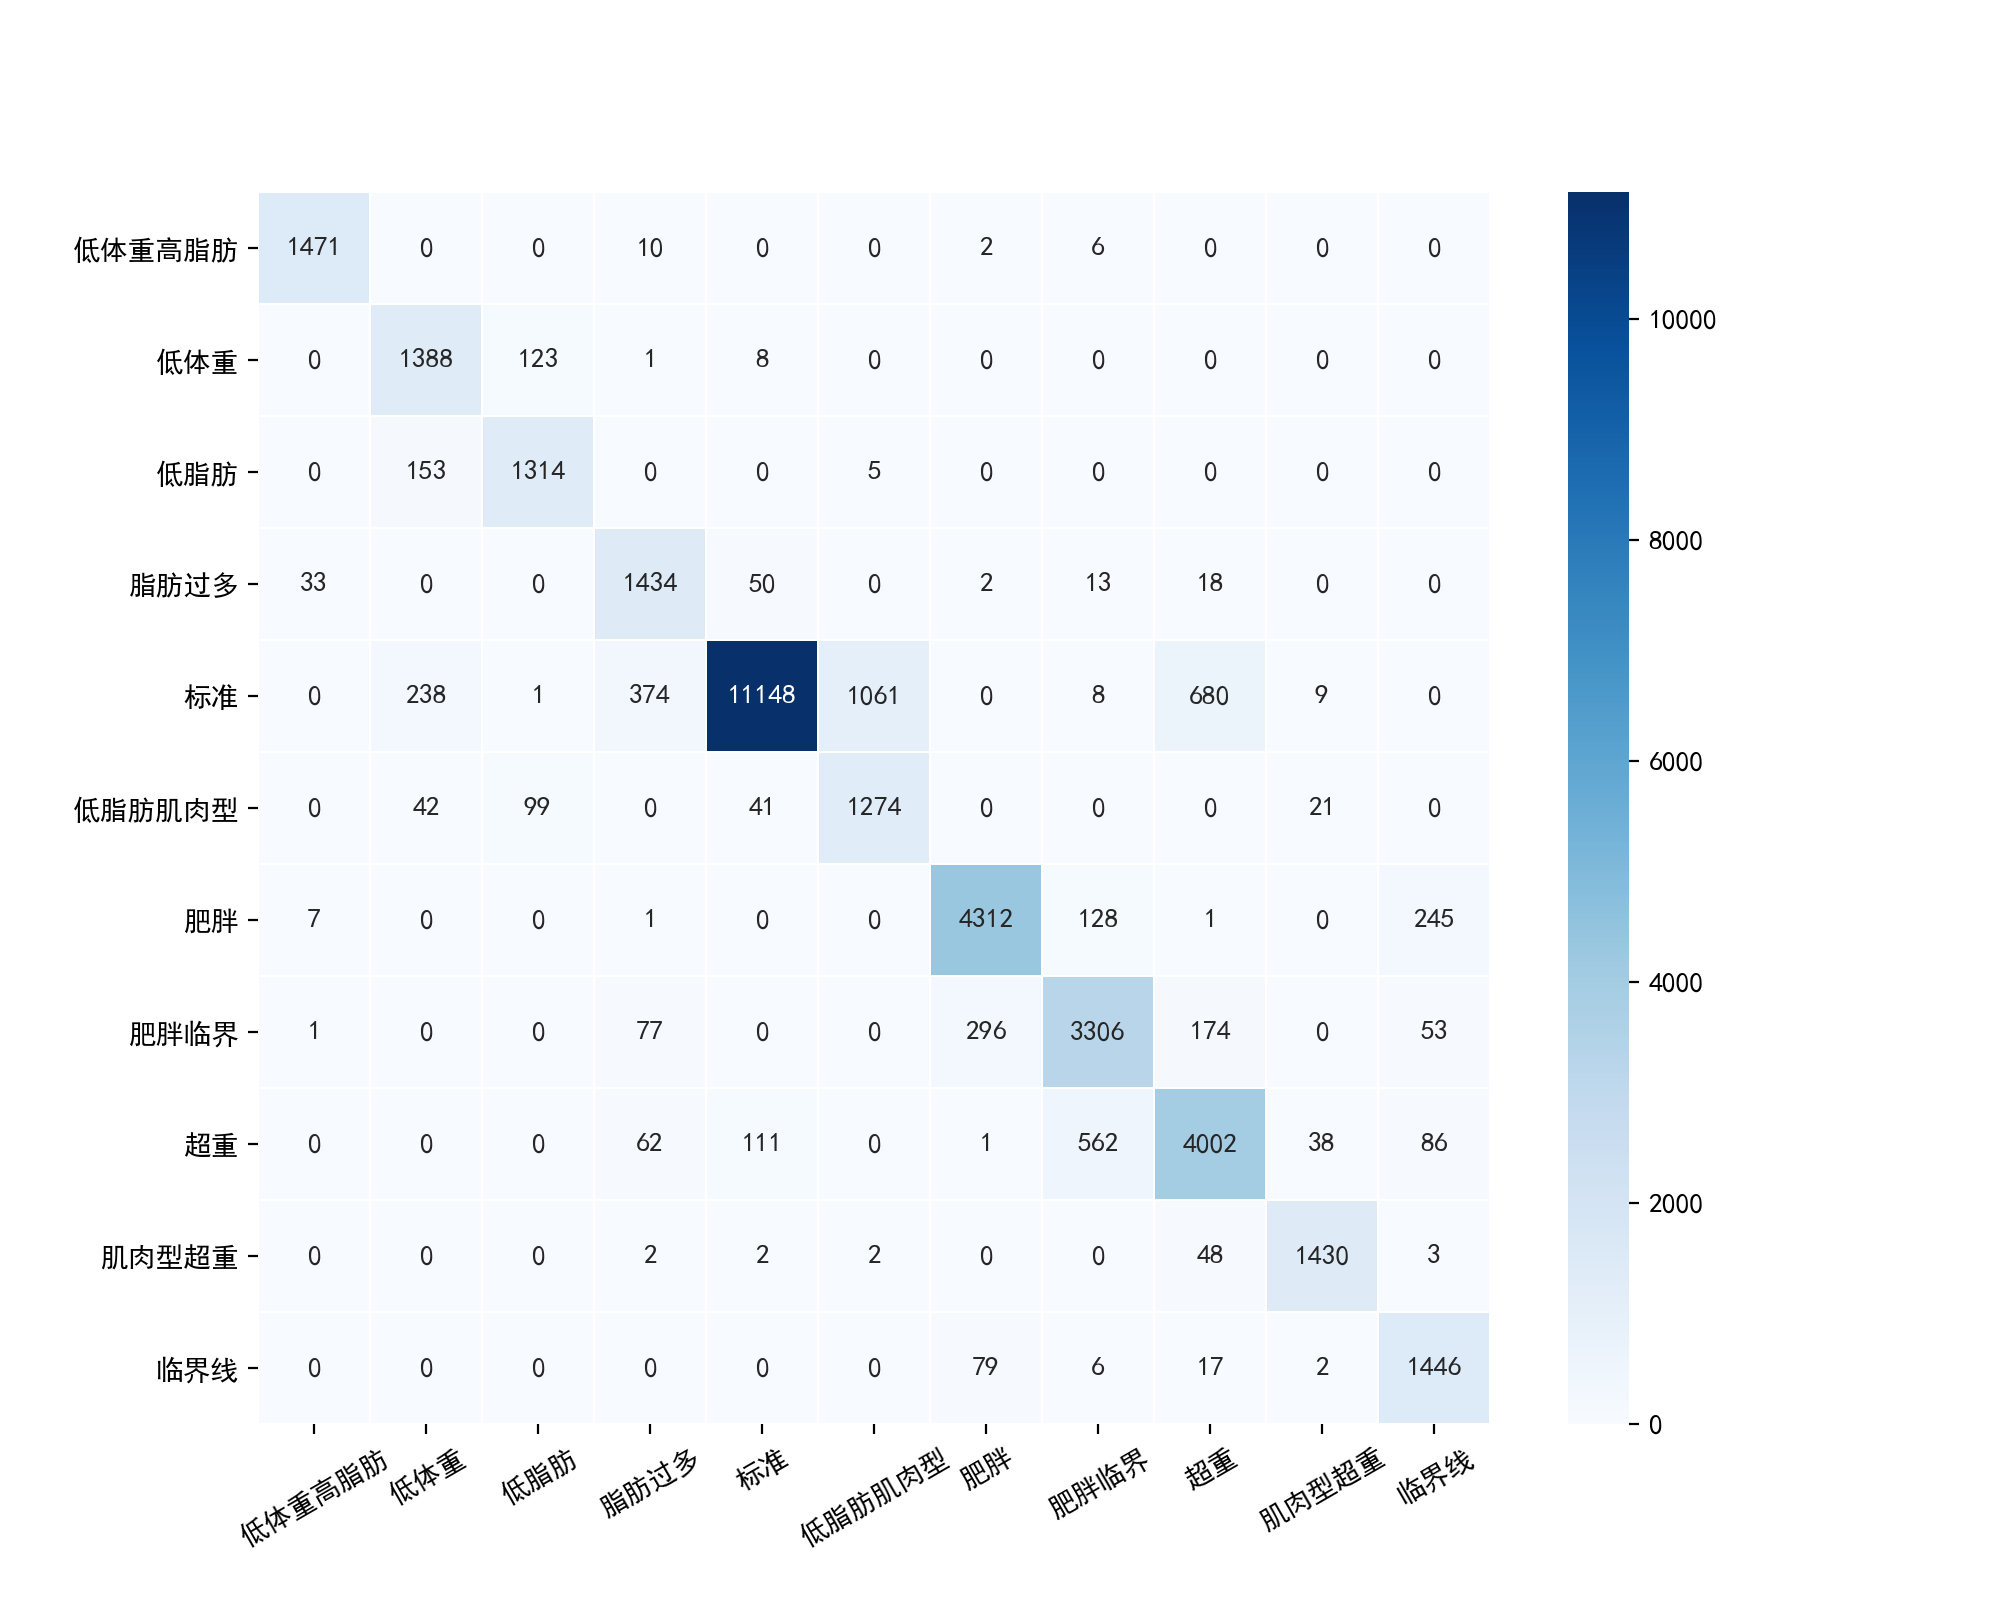 低体重高脂肪 1471 0 0 10 0 0 2 6 0 0 0
低体重 0 1388 123 1 8 0 0 0 0 0 0
低脂肪 0 153 1314 0 0 5 0 0 0 0 0
脂肪过多 33 0 0 1434 50 0 2 13 18 0 0
标准 0 238 1 374 11148 1061 0 8 680 9 0
低脂肪肌肉型 0 42 99 0 41 1274 0 0 0 21 0
肥胖 7 0 0 1 0 0 4312 128 1 0 245
肥胖临界 1 0 0 77 0 0 296 3306 174 0 53
超重 0 0 0 62 111 0 1 562 4002 38 86
肌肉型超重 0 0 0 2 2 2 0 0 48 1430 3
临界线 0 0 0 0 0 0 79 6 17 2 1446
低体重高脂肪 低体重 低脂肪 脂肪过多 标准 低脂肪肌肉型 肥胖 肥胖临界 超重 肌肉型超重 临界线
10000
8000
6000
4000
2000
0